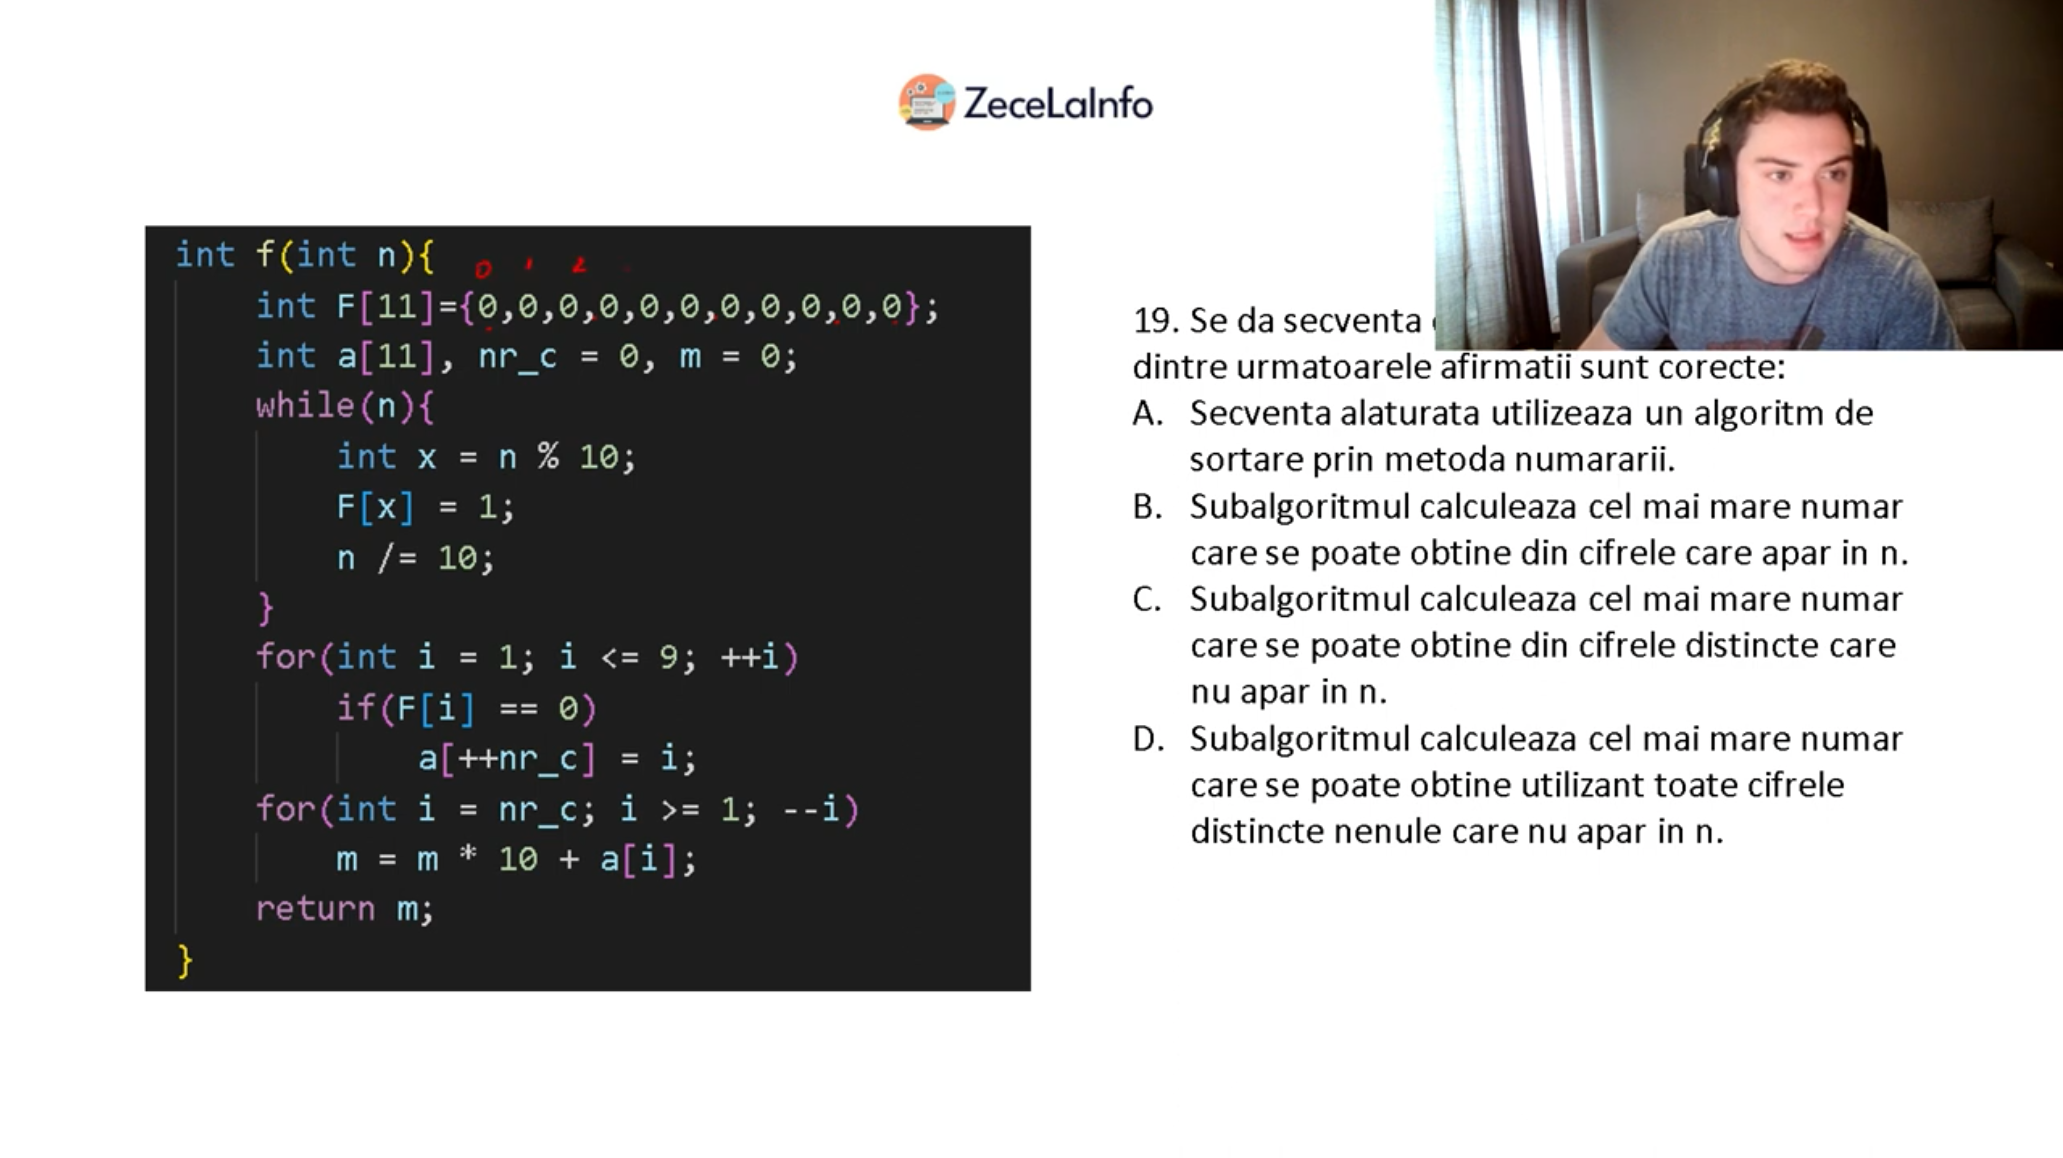 ZeceLaInfo
int f(int n){
0 1 2
int F[11]={0,0,0,0,0,0,0,0,0,0,0};
int a[11], nr_c = 0, m = 0;
while(n){
int x = n % 10;
F[x] = 1;
n /= 10;
}
for(int i = 1; i <= 9; ++i)
if(F[i] == 0)
a[++nr_c] = i;
for(int i = nr_c; i >= 1; --i)
m = m * 10 + a[i];
return m;
}
19. Se da secventa
dintre urmatoarele afirmatii sunt corecte:
A. Secventa alaturata utilizeaza un algoritm de
sortare prin metoda numararii.
B. Subalgoritmul calculeaza cel mai mare numar
care se poate obtine din cifrele care apar in n.
C. Subalgoritmul calculeaza cel mai mare numar
care se poate obtine din cifrele distincte care
nu apar in n.
D. Subalgoritmul calculeaza cel mai mare numar
care se poate obtine utilizant toate cifrele
distincte nenule care nu apar in n.